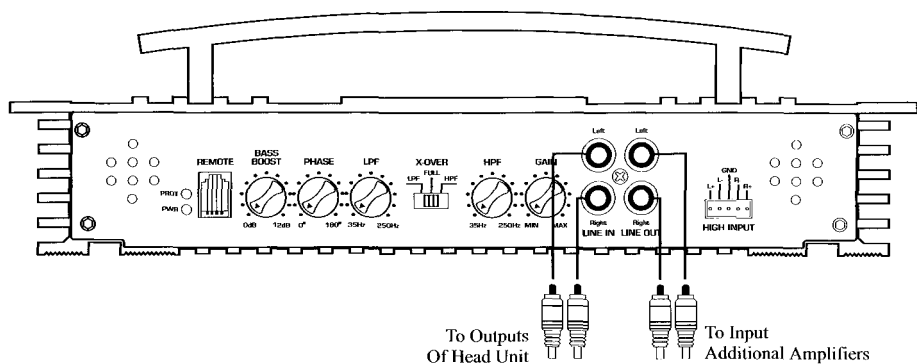 REMOTE
PROT
PWR
BASS
BOOST
0dB 12dB
PHASE
0° 180°
LPF
35Hz 250Hz
X-OVER
LPF FULL HPF
HPF
35Hz 250Hz
GAIN
MIN MAX
Left Left
Right Right
LINE IN LINE OUT
GND
L+ L- R- R+
HIGH INPUT
To Outputs
Of Head Unit
To Input
Additional Amplifiers